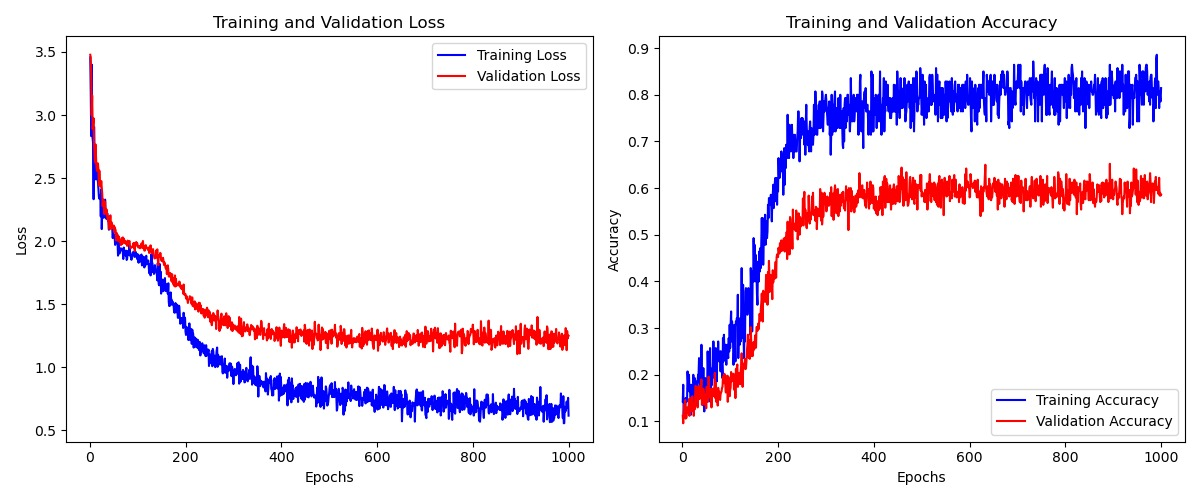 Training and Validation Loss
Training Loss
Validation Loss
3.5
3.0
2.5
2.0
1.5
1.0
0.5
Loss
0 200 400 600 800 1000
Epochs
Training and Validation Accuracy
0.9
0.8
0.7
0.6
0.5
0.4
0.3
0.2
0.1
Accuracy
Training Accuracy
Validation Accuracy
0 200 400 600 800 1000
Epochs